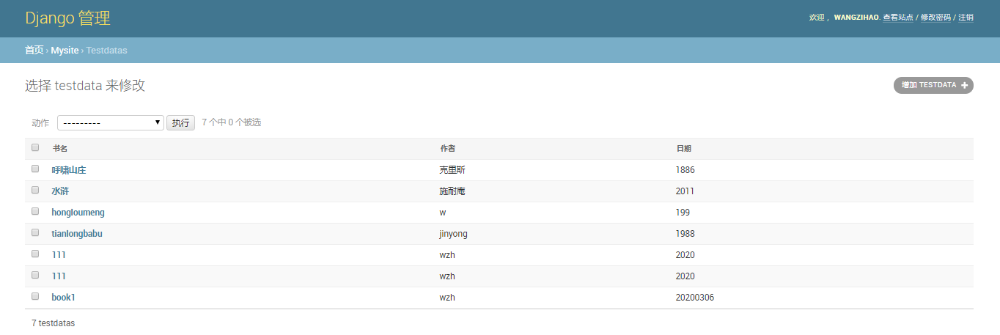 Django 管理
欢迎， WANGZIHAO. 查看站点 / 修改密码 / 注销
首页 › Mysite › Testdatas
选择 testdata 来修改
增加 TESTDATA +
动作 --------- 执行 7 个中 0 个被选
书名 作者 日期
呼啸山庄 克里斯 1886
水浒 施耐庵 2011
hongloumeng w 199
tianlongbabu jinyong 1988
111 wzh 2020
111 wzh 2020
book1 wzh 20200306
7 testdatas